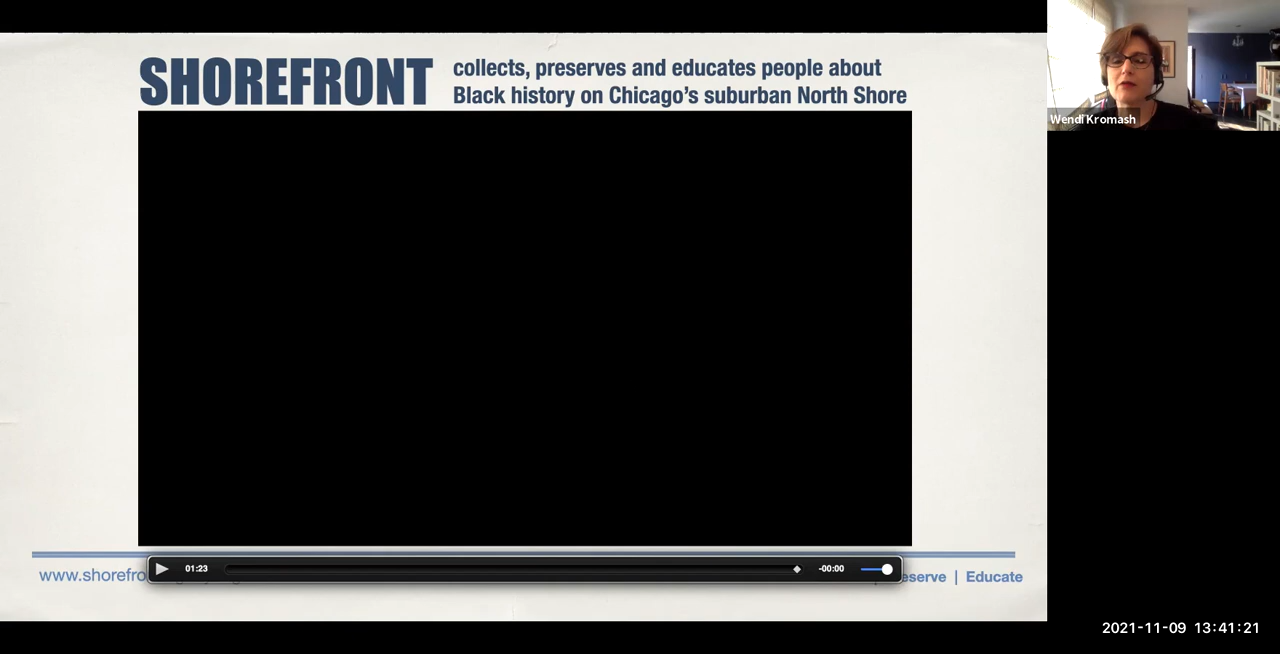 SHOREFRONT
collects, preserves and educates people about
Black history on Chicago's suburban North Shore
Wendi Kromash
01:23
-00:00
www.shorefro
eserve | Educate
2021-11-09 13:41:21